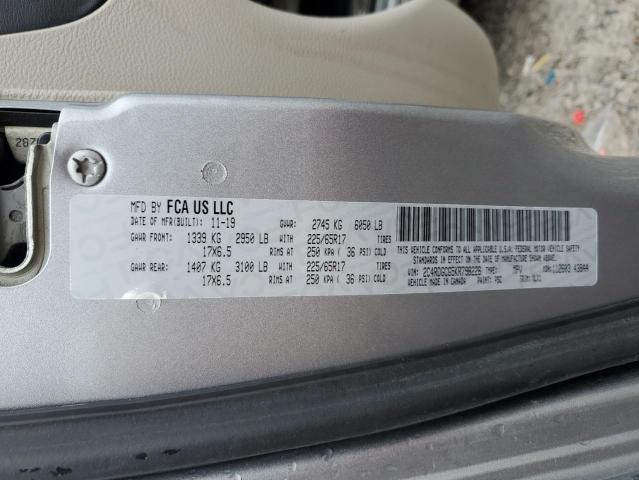 MFD BY FCA US LLC
DATE OF MFR(BUILT): 11-19 GVWR: 2745 KG 6050 LB
GAWR FRONT: 1339 KG 2950 LB WITH 225/65R17 TIRES
17X6.5 RIMS AT 250 KPA ( 36 PSI) COLD
GAWR REAR: 1407 KG 3100 LB WITH 225/65R17 TIRES
17X6.5 RIMS AT 250 KPA ( 36 PSI) COLD
THIS VEHICLE CONFORMS TO ALL APPLICABLE U.S.A. FEDERAL MOTOR VEHICLE SAFETY
STANDARDS IN EFFECT ON THE DATE OF MANUFACTURE SHOWN ABOVE.
VIN: TYPE: MPV
VEHICLE MADE IN CANADA PAINT: PSC TRIM: